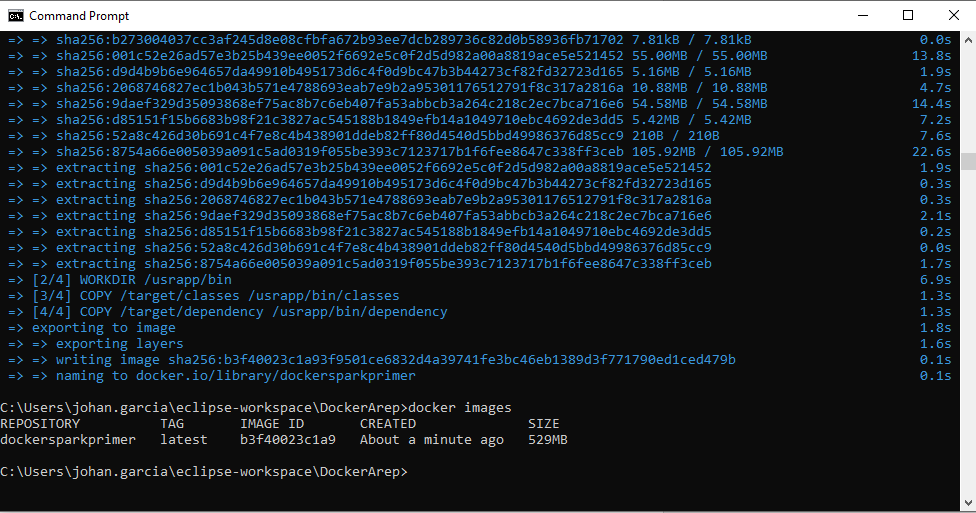 Command Prompt
=> => sha256:b273004037cc3af245d8e08cfbfa672b93ee7dcb289736c82d0b58936fb71702 7.81kB / 7.81kB 0.0s
=> => sha256:001c52e26ad57e3b25b439ee0052f6692e5c0f2d5d982a00a8819ace5e521452 55.00MB / 55.00MB 13.8s
=> => sha256:d9d4b9b6e964657da49910b495173d6c4f0d9bc47b3b44273cf82fd32723d165 5.16MB / 5.16MB 1.9s
=> => sha256:2068746827ec1b043b571e4788693eab7e9b2a95301176512791f8c317a2816a 10.88MB / 10.88MB 4.7s
=> => sha256:9daef329d35093868ef75ac8b7c6eb407fa53abbcb3a264c218c2ec7bca716e6 54.58MB / 54.58MB 14.4s
=> => sha256:d85151f15b6683b98f21c3827ac545188b1849efb14a1049710ebc4692de3dd5 5.42MB / 5.42MB 7.2s
=> => sha256:52a8c426d30b691c4f7e8c4b438901ddeb82ff80d4540d5bbd49986376d85cc9 210B / 210B 7.6s
=> => sha256:8754a66e005039a091c5ad0319f055be393c7123717b1f6fee8647c338ff3ceb 105.92MB / 105.92MB 22.6s
=> => extracting sha256:001c52e26ad57e3b25b439ee0052f6692e5c0f2d5d982a00a8819ace5e521452 1.9s
=> => extracting sha256:d9d4b9b6e964657da49910b495173d6c4f0d9bc47b3b44273cf82fd32723d165 0.3s
=> => extracting sha256:2068746827ec1b043b571e4788693eab7e9b2a95301176512791f8c317a2816a 0.3s
=> => extracting sha256:9daef329d35093868ef75ac8b7c6eb407fa53abbcb3a264c218c2ec7bca716e6 2.1s
=> => extracting sha256:d85151f15b6683b98f21c3827ac545188b1849efb14a1049710ebc4692de3dd5 0.2s
=> => extracting sha256:52a8c426d30b691c4f7e8c4b438901ddeb82ff80d4540d5bbd49986376d85cc9 0.0s
=> => extracting sha256:8754a66e005039a091c5ad0319f055be393c7123717b1f6fee8647c338ff3ceb 1.7s
=> [2/4] WORKDIR /usrapp/bin 6.9s
=> [3/4] COPY /target/classes /usrapp/bin/classes 1.3s
=> [4/4] COPY /target/dependency /usrapp/bin/dependency 1.3s
=> exporting to image 1.8s
=> => exporting layers 1.6s
=> => writing image sha256:b3f40023c1a93f9501ce6832d4a39741fe3bc46eb1389d3f771790ed1ced479b 0.1s
=> => naming to docker.io/library/dockersparkprimer 0.1s
C:\Users\johan.garcia\eclipse-workspace\DockerArep>docker images
REPOSITORY TAG IMAGE ID CREATED SIZE
dockersparkprimer latest b3f40023c1a9 About a minute ago 529MB
C:\Users\johan.garcia\eclipse-workspace\DockerArep>